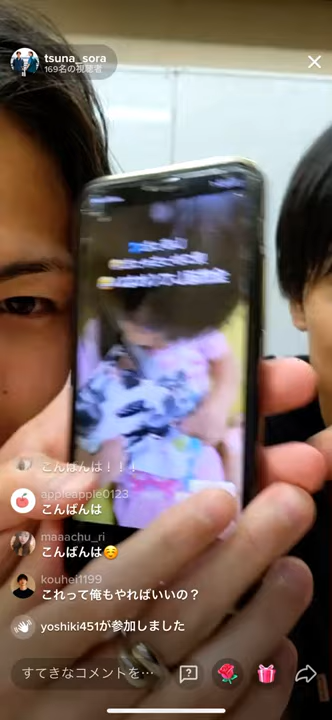 tsuna_sora
169名の視聴者
こんばんは！！！
appleapple0123
こんばんは
maaachu_ri
こんばんは☺️
kouhei1199
これって俺もやればいいの？
yoshiki451が参加しました
すてきなコメントを…